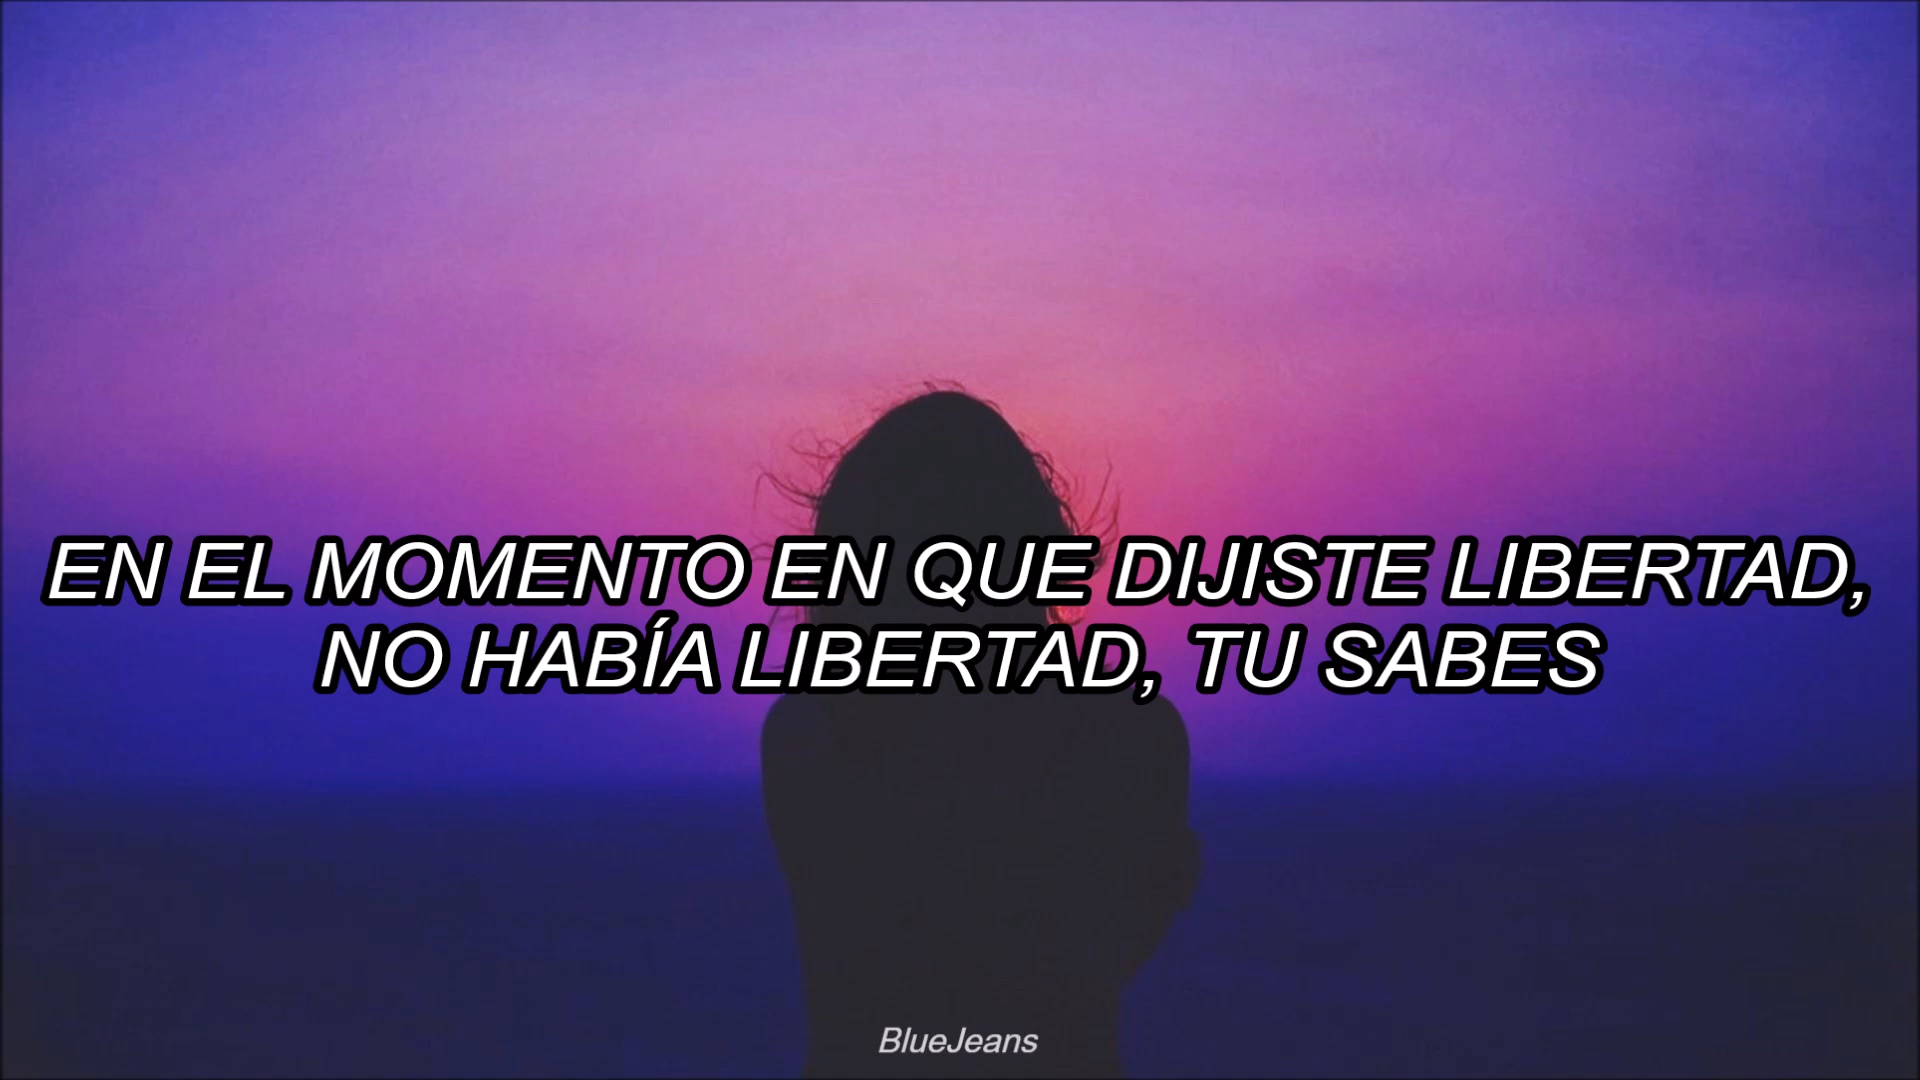 EN EL MOMENTO EN QUE DIJISTE LIBERTAD,
NO HABÍA LIBERTAD, TU SABES
BlueJeans